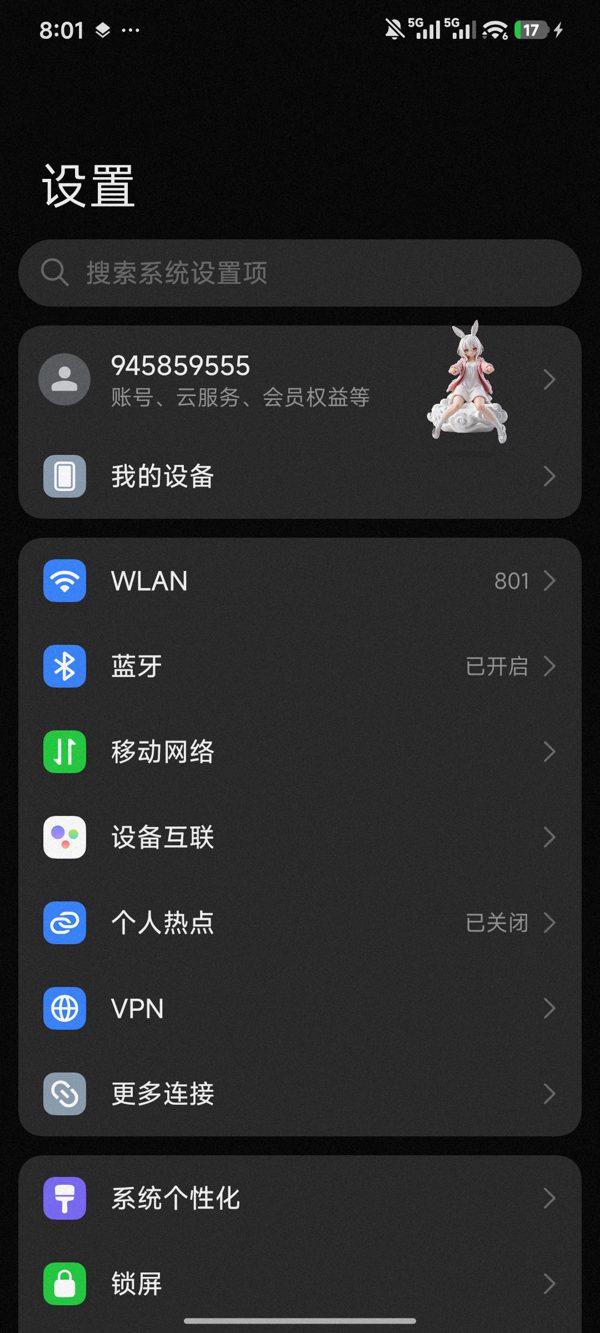 8:01
5G
5G
6
17
设置
搜索系统设置项
945859555
账号、云服务、会员权益等
我的设备
WLAN
801
蓝牙
已开启
移动网络
设备互联
个人热点
已关闭
VPN
更多连接
系统个性化
锁屏